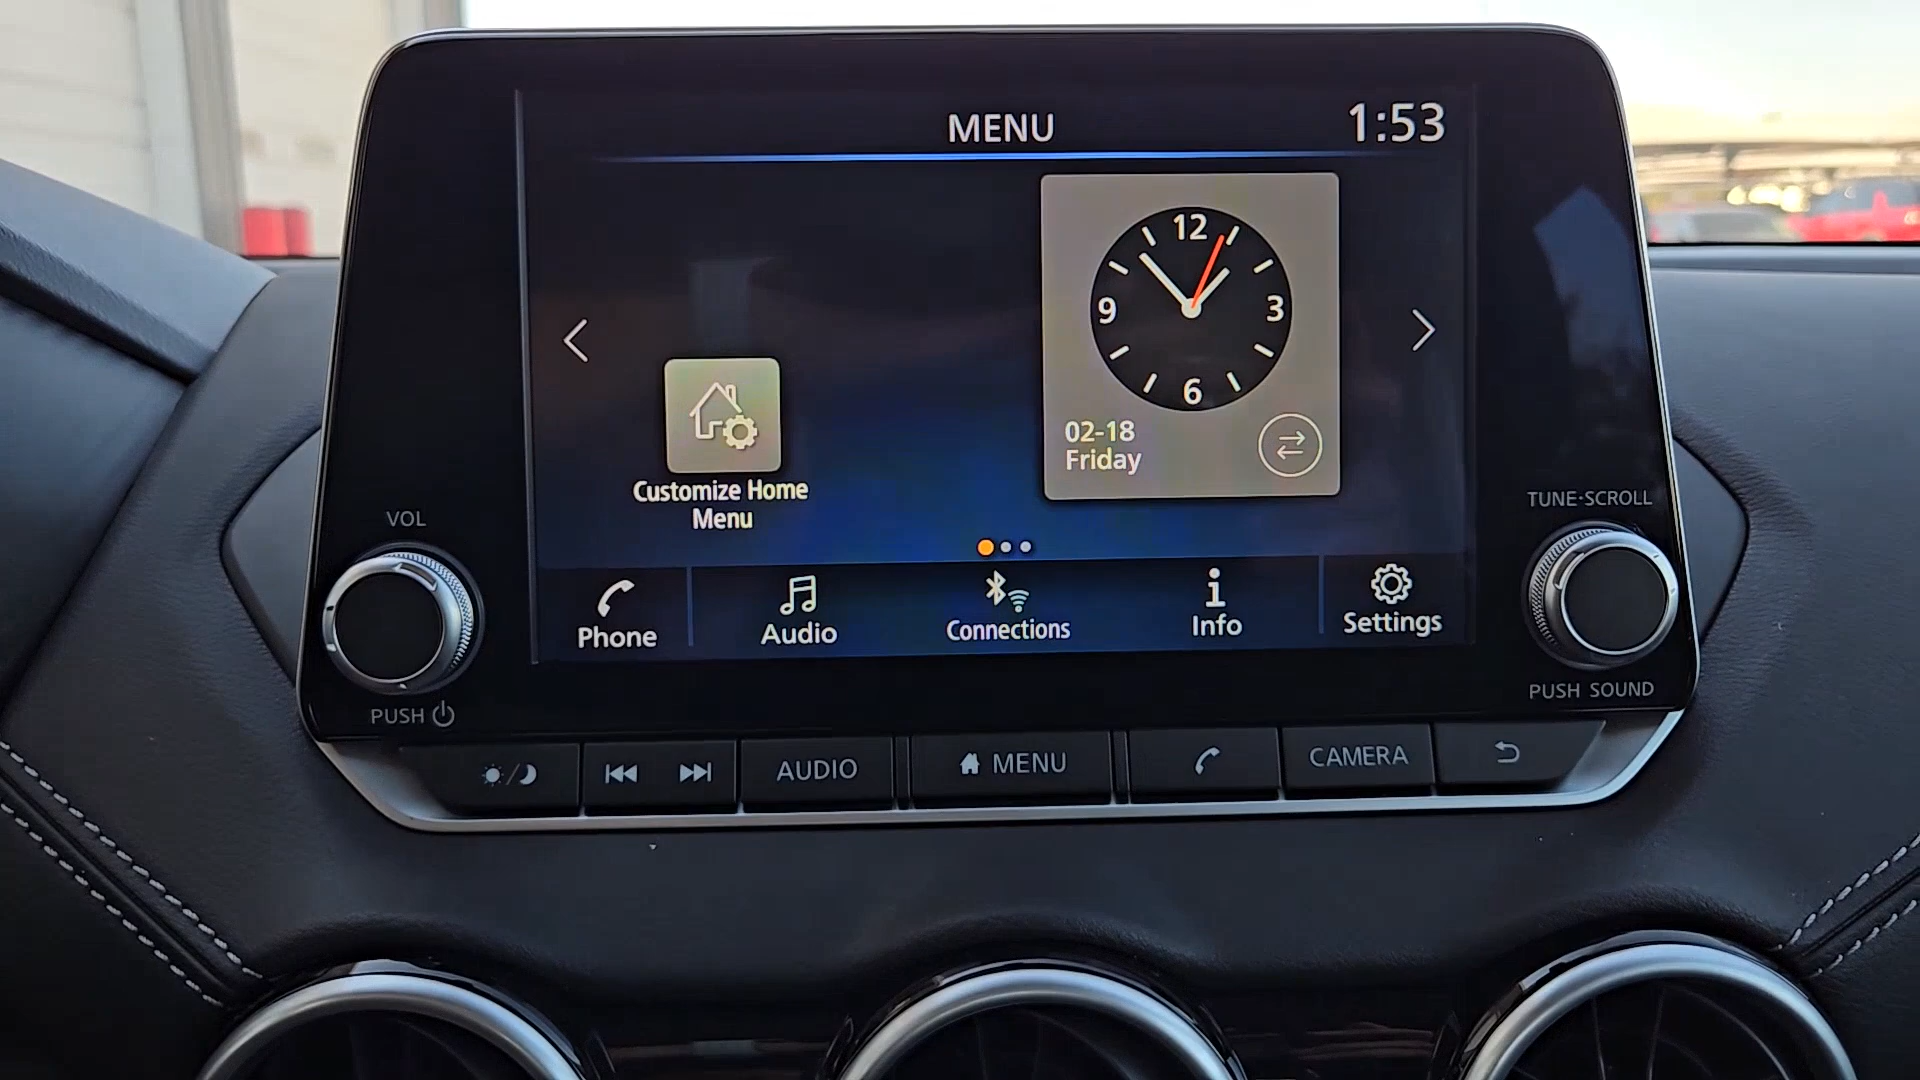 MENU
1:53
12
9
3
6
02-18
Friday
Customize Home
Menu
VOL
TUNE·SCROLL
Phone
Audio
Connections
Info
Settings
PUSH
PUSH SOUND
AUDIO
MENU
CAMERA